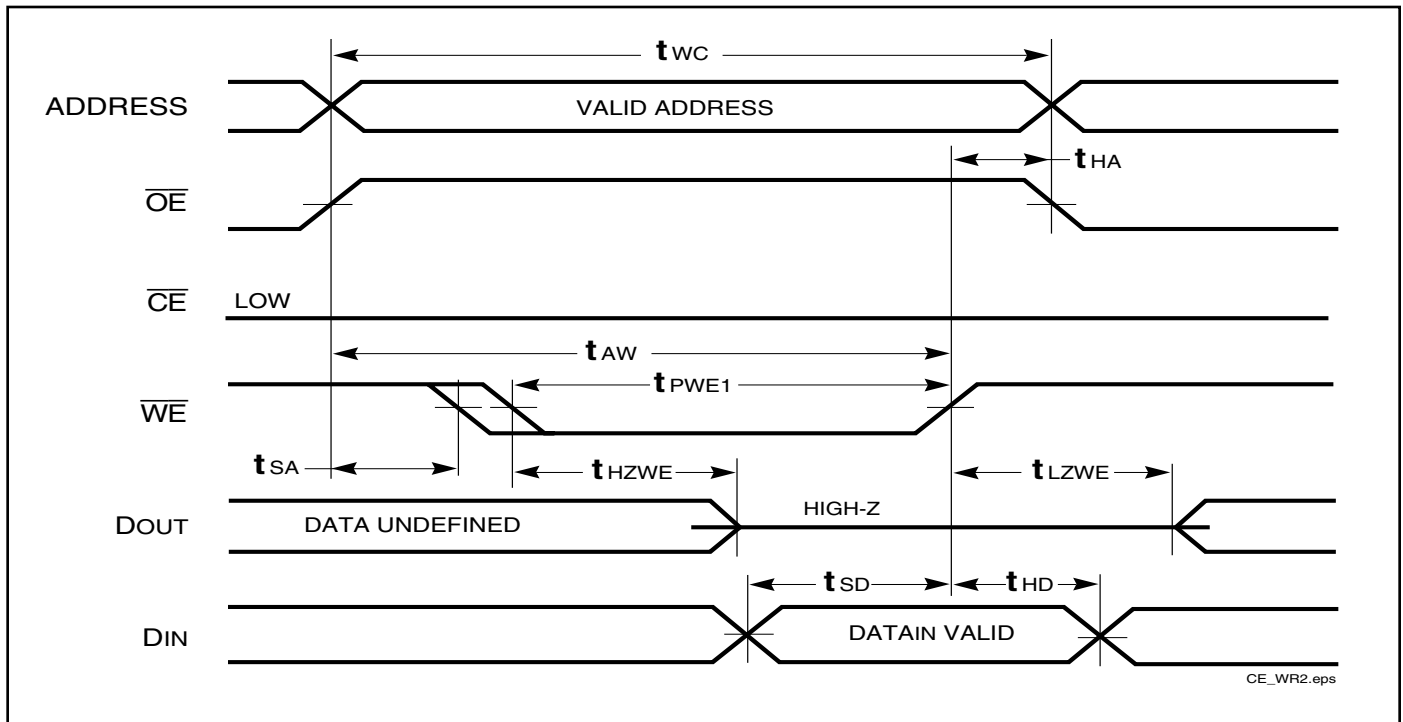 tWC
ADDRESS
VALID ADDRESS
tHA
OE
CE
LOW
tAW
tPWE1
WE
tSA
tHZWE
tLZWE
HIGH-Z
DOUT
DATA UNDEFINED
tSD
tHD
DIN
DATAIN VALID
CE_WR2.eps